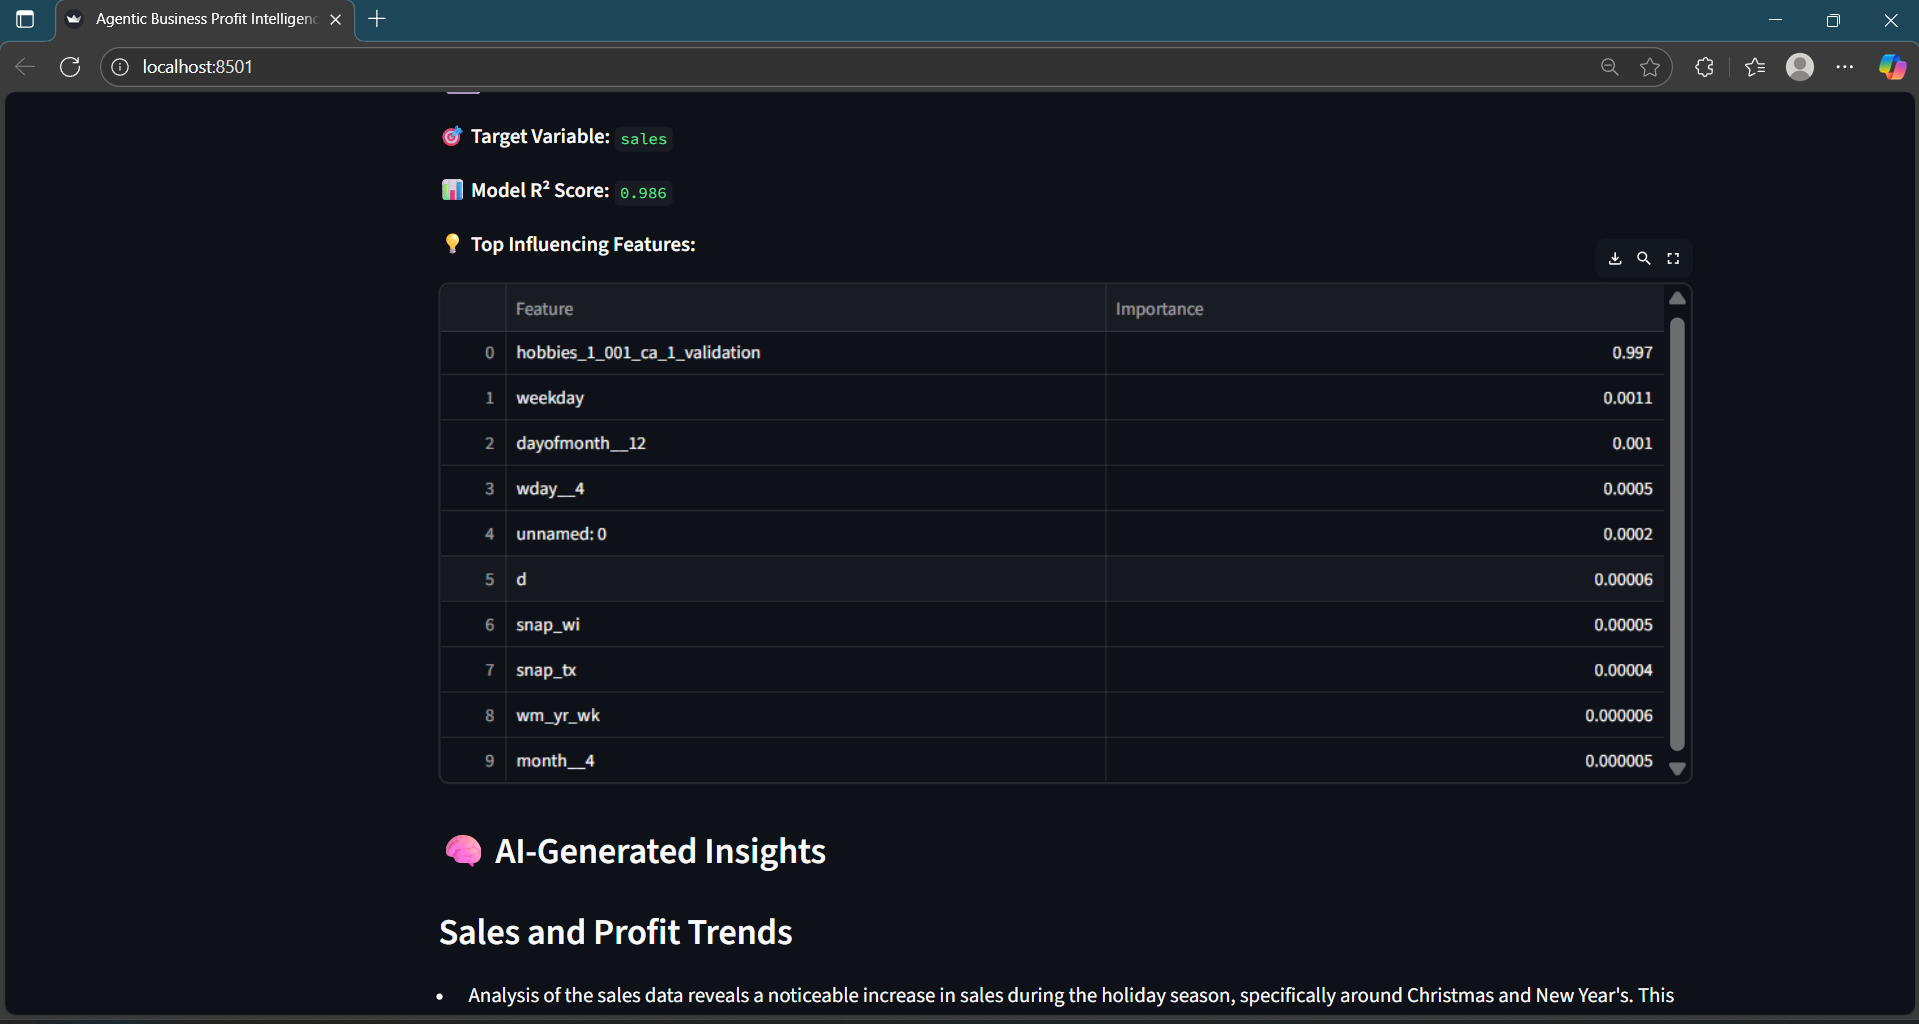 Agentic Business Profit Intelligenc
localhost:8501
Target Variable: sales
Model R² Score: 0.986
Top Influencing Features:
Feature Importance
0 hobbies_1_001_ca_1_validation 0.997
1 weekday 0.0011
2 dayofmonth__12 0.001
3 wday__4 0.0005
4 unnamed: 0 0.0002
5 d 0.00006
6 snap_wi 0.00005
7 snap_tx 0.00004
8 wm_yr_wk 0.000006
9 month__4 0.000005
AI-Generated Insights
Sales and Profit Trends
• Analysis of the sales data reveals a noticeable increase in sales during the holiday season, specifically around Christmas and New Year's. This